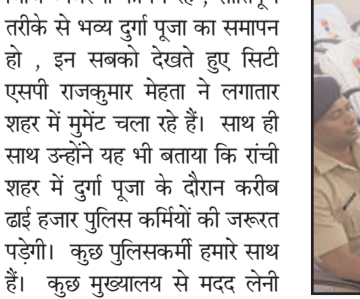 तरीके से भव्य दुर्गा पूजा का समापन
हो , इन सबको देखते हुए सिटी
एसपी राजकुमार मेहता ने लगातार
शहर में मुमेंट चला रहे हैं। साथ ही
साथ उन्होंने यह भी बताया कि रांची
शहर में दुर्गा पूजा के दौरान करीब
ढाई हजार पुलिस कर्मियों की जरूरत
पड़ेगी। कुछ पुलिसकर्मी हमारे साथ
हैं। कुछ मुख्यालय से मदद लेनी